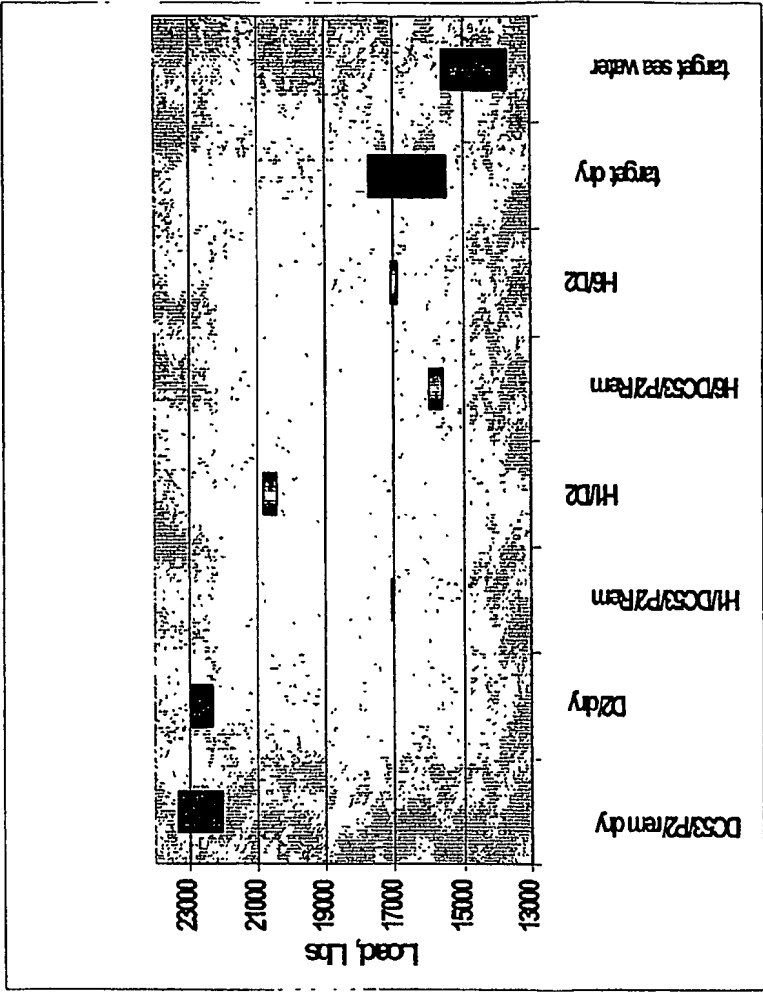 Load, Lbs
23000
21000
19000
17000
15000
13000
DC53/P2/rem dry
D2/dry
H1/DC53/P2/Rem
H1/D2
H6/DC53/P2/Rem
H6/D2
target dry
target sea water